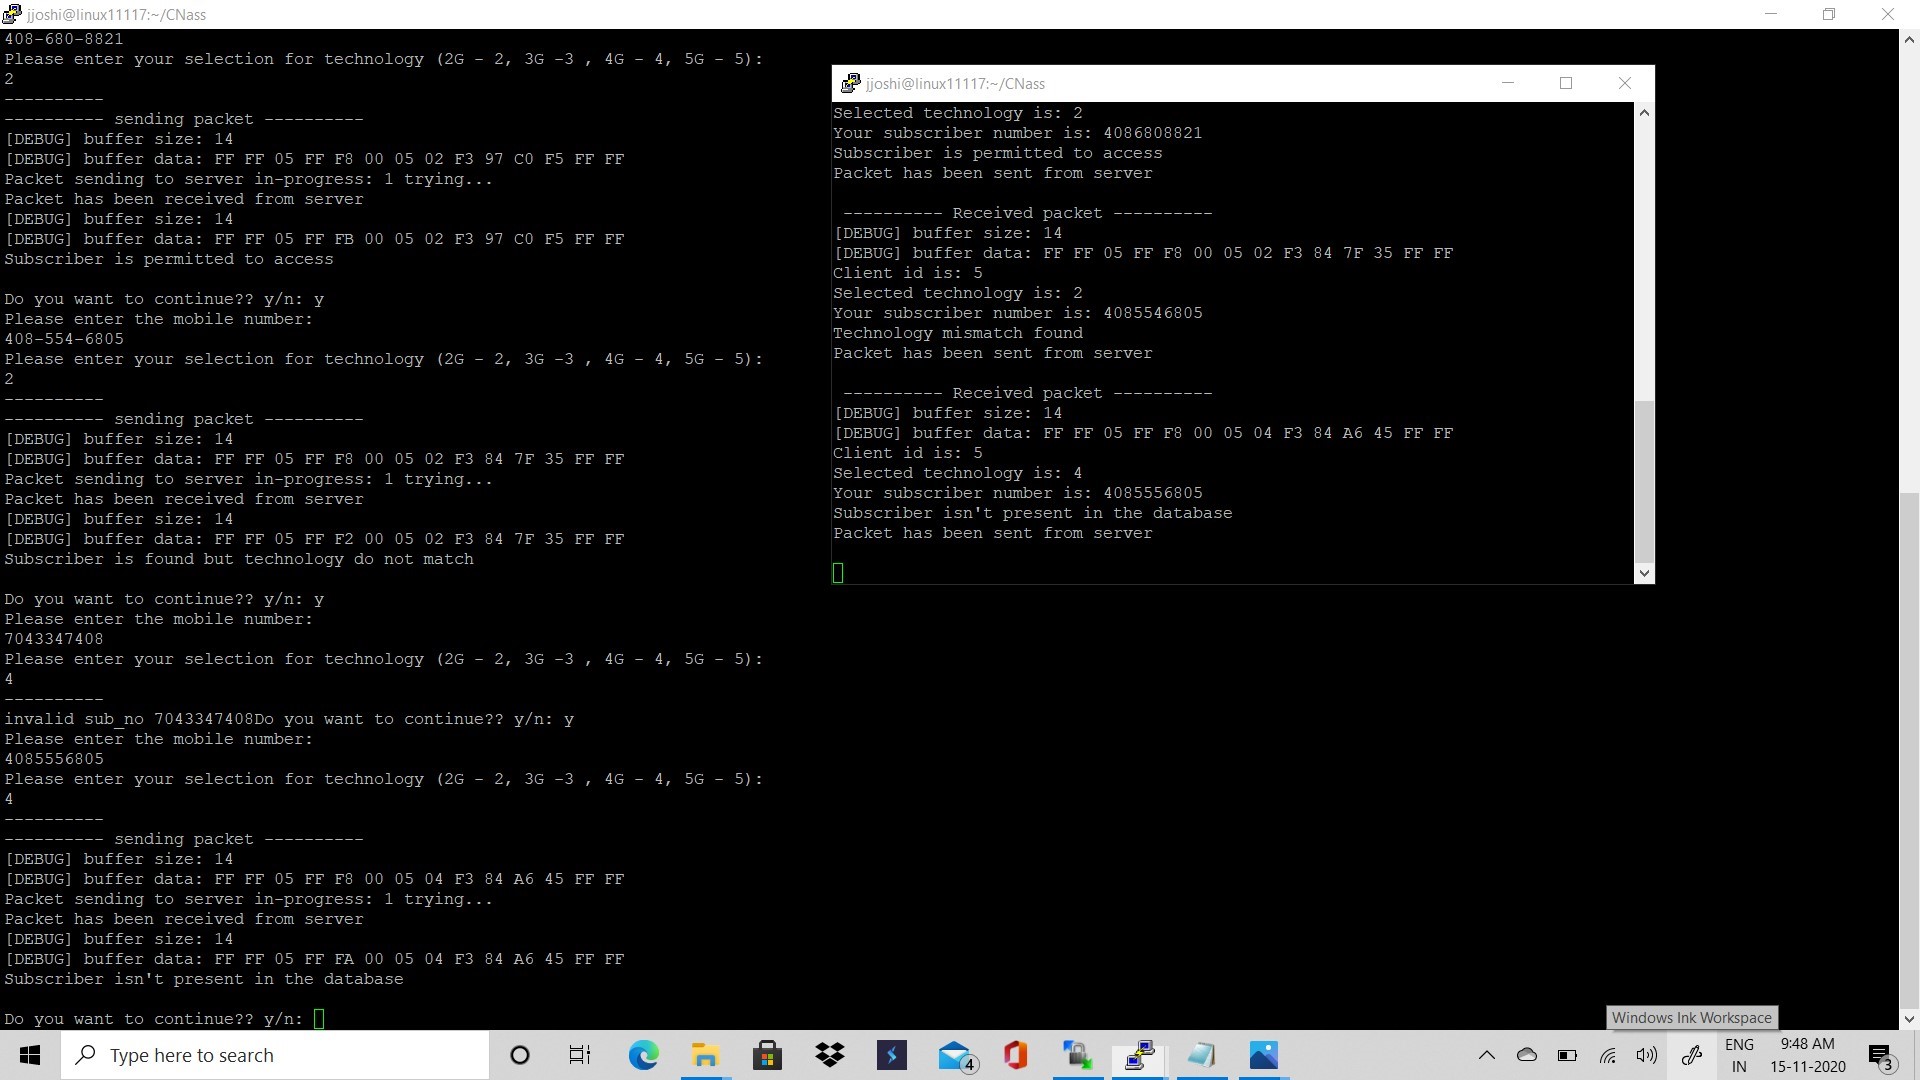 jjoshi@linux11117:~/CNass
408-680-8821
Please enter your selection for technology (2G - 2, 3G -3 , 4G - 4, 5G - 5):
2
----------
---------- sending packet ----------
[DEBUG] buffer size: 14
[DEBUG] buffer data: FF FF 05 FF F8 00 05 02 F3 97 C0 F5 FF FF
Packet sending to server in-progress: 1 trying...
Packet has been received from server
[DEBUG] buffer size: 14
[DEBUG] buffer data: FF FF 05 FF FB 00 05 02 F3 97 C0 F5 FF FF
Subscriber is permitted to access
Do you want to continue?? y/n: y
Please enter the mobile number:
408-554-6805
Please enter your selection for technology (2G - 2, 3G -3 , 4G - 4, 5G - 5):
2
----------
---------- sending packet ----------
[DEBUG] buffer size: 14
[DEBUG] buffer data: FF FF 05 FF F8 00 05 02 F3 84 7F 35 FF FF
Packet sending to server in-progress: 1 trying...
Packet has been received from server
[DEBUG] buffer size: 14
[DEBUG] buffer data: FF FF 05 FF F2 00 05 02 F3 84 7F 35 FF FF
Subscriber is found but technology do not match
Do you want to continue?? y/n: y
Please enter the mobile number:
7043347408
Please enter your selection for technology (2G - 2, 3G -3 , 4G - 4, 5G - 5):
4
----------
invalid sub_no 7043347408Do you want to continue?? y/n: y
Please enter the mobile number:
4085556805
Please enter your selection for technology (2G - 2, 3G -3 , 4G - 4, 5G - 5):
4
----------
---------- sending packet ----------
[DEBUG] buffer size: 14
[DEBUG] buffer data: FF FF 05 FF F8 00 05 04 F3 84 A6 45 FF FF
Packet sending to server in-progress: 1 trying...
Packet has been received from server
[DEBUG] buffer size: 14
[DEBUG] buffer data: FF FF 05 FF FA 00 05 04 F3 84 A6 45 FF FF
Subscriber isn't present in the database
Do you want to continue?? y/n:
jjoshi@linux11117:~/CNass
Selected technology is: 2
Your subscriber number is: 4086808821
Subscriber is permitted to access
Packet has been sent from server
---------- Received packet ----------
[DEBUG] buffer size: 14
[DEBUG] buffer data: FF FF 05 FF F8 00 05 02 F3 84 7F 35 FF FF
Client id is: 5
Selected technology is: 2
Your subscriber number is: 4085546805
Technology mismatch found
Packet has been sent from server
---------- Received packet ----------
[DEBUG] buffer size: 14
[DEBUG] buffer data: FF FF 05 FF F8 00 05 04 F3 84 A6 45 FF FF
Client id is: 5
Selected technology is: 4
Your subscriber number is: 4085556805
Subscriber isn't present in the database
Packet has been sent from server
Windows Ink Workspace
Type here to search
4
ENG
IN
9:48 AM
15-11-2020
3